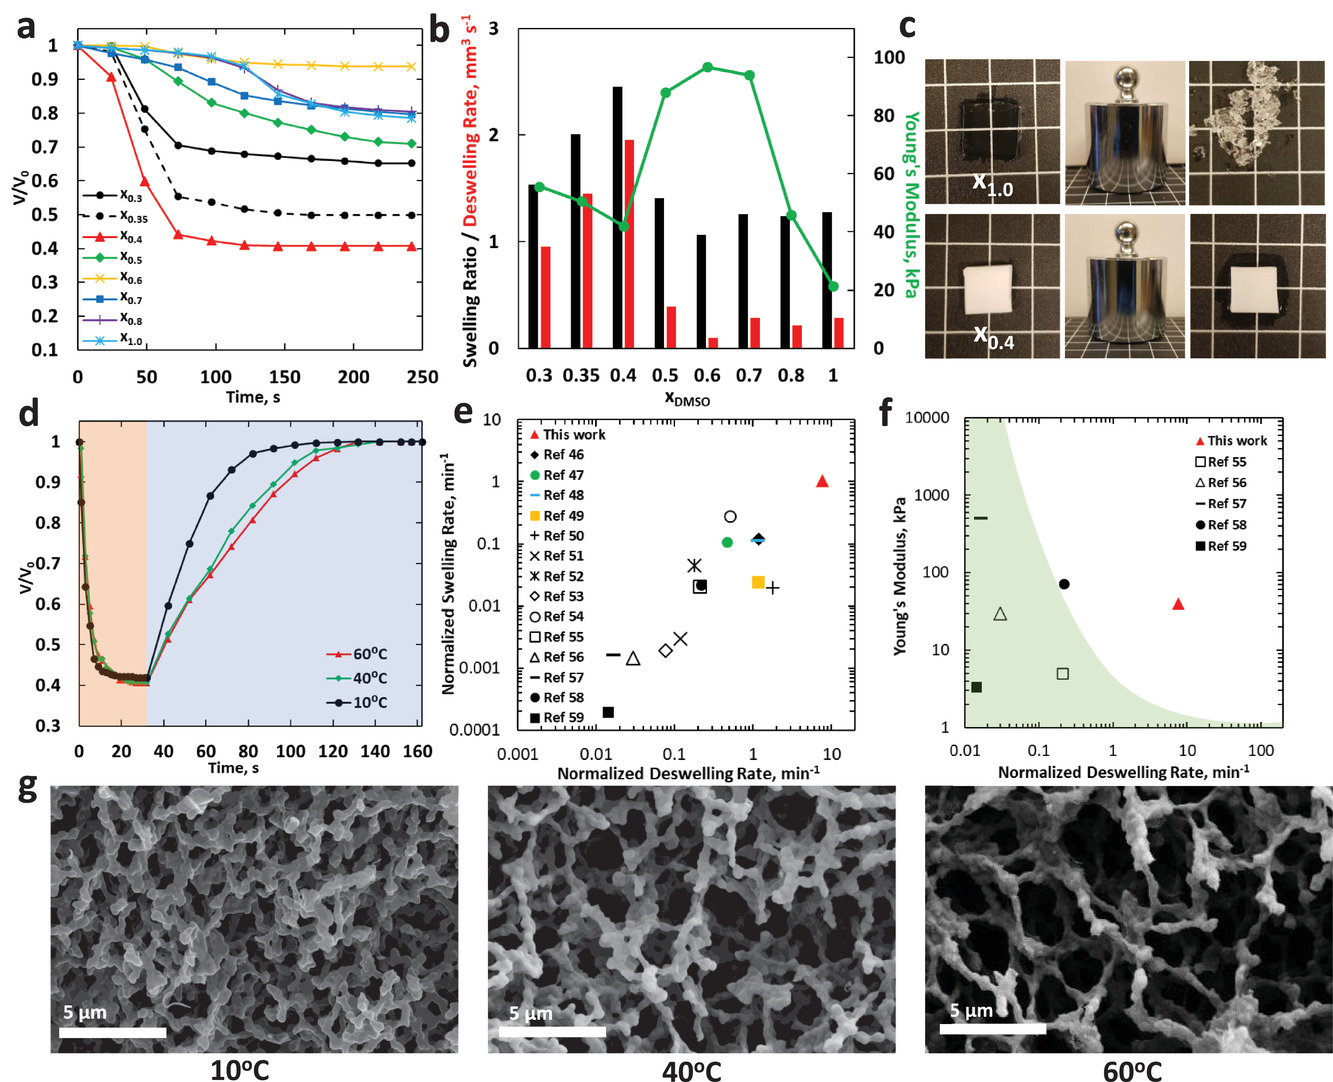 a
V/V0
1
0.9
0.8
0.7
0.6
0.5
0.4
0.3
0.2
0.1
0 50 100 150 200 250
Time, s
x0.3
x0.35
x0.4
x0.5
x0.6
x0.7
x0.8
x1.0
b
Swelling Ratio / Deswelling Rate, mm³ s⁻¹
3
2
1
0
0.3 0.35 0.4 0.5 0.6 0.7 0.8 1
xDMSO
100
80
60
40
20
0
Young's Modulus, kPa
c
x1.0
x0.4
d
V/V0
1
0.9
0.8
0.7
0.6
0.5
0.4
0.3
0 20 40 60 80 100 120 140 160
Time, s
60°C
40°C
10°C
e
Normalized Swelling Rate, min⁻¹
10
1
0.1
0.01
0.001
0.0001
0.001 0.01 0.1 1 10
Normalized Deswelling Rate, min⁻¹
This work
Ref 46
Ref 47
Ref 48
Ref 49
Ref 50
Ref 51
Ref 52
Ref 53
Ref 54
Ref 55
Ref 56
Ref 57
Ref 58
Ref 59
f
Young's Modulus, kPa
10000
1000
100
10
1
0.01 0.1 1 10 100
Normalized Deswelling Rate, min⁻¹
This work
Ref 55
Ref 56
Ref 57
Ref 58
Ref 59
g
5 µm
5 µm
5 µm
10°C
40°C
60°C